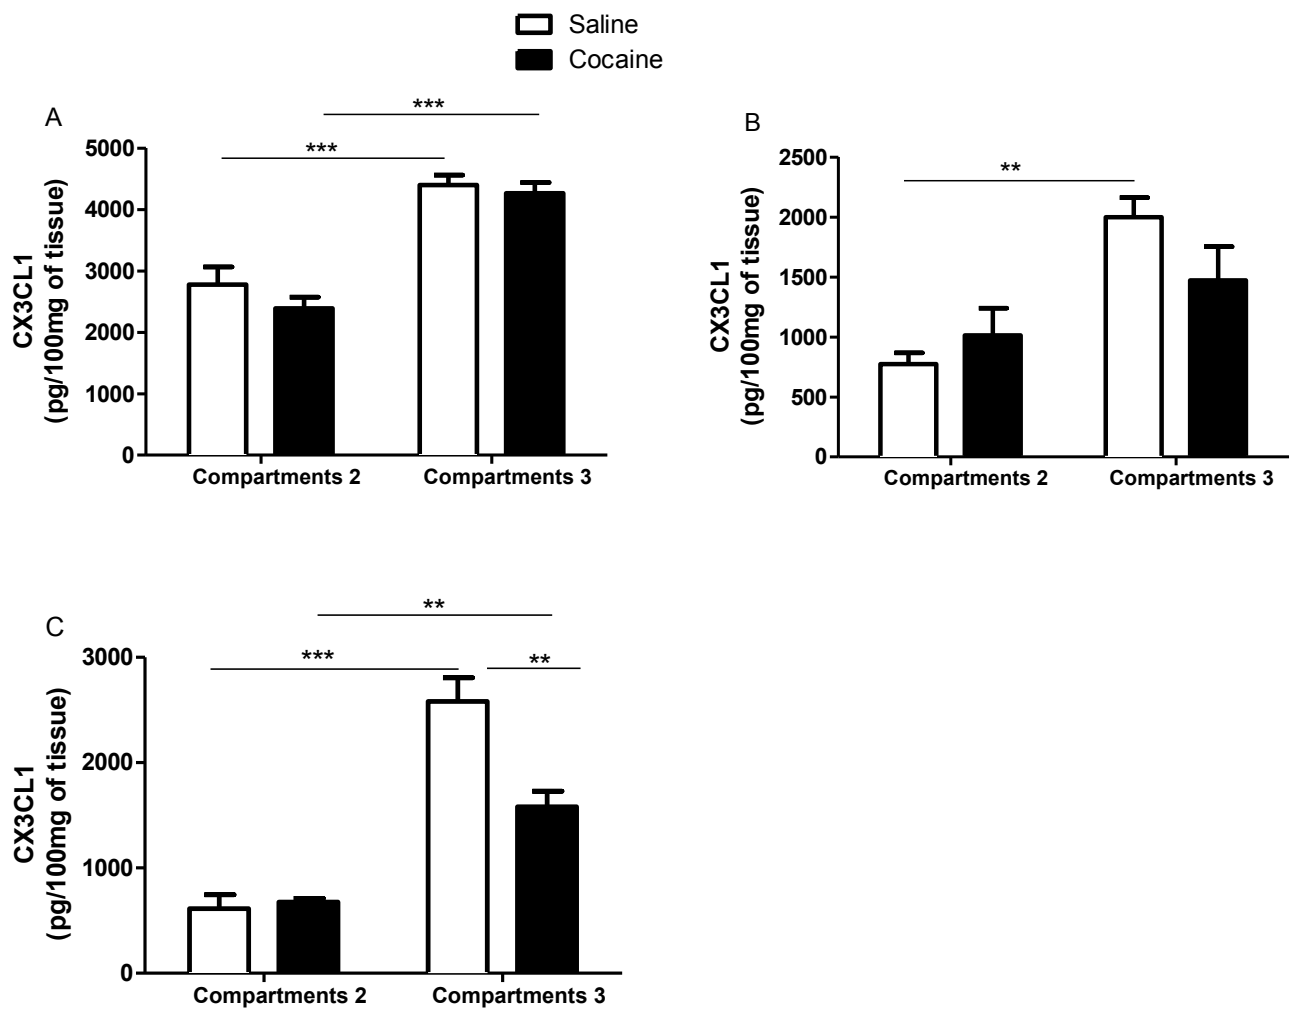 Saline
Cocaine
A
***
***
CX3CL1
(pg/100mg of tissue)
5000
4000
3000
2000
1000
0
Compartments 2
Compartments 3
B
**
CX3CL1
(pg/100mg of tissue)
2500
2000
1500
1000
500
0
Compartments 2
Compartments 3
C
**
***
**
CX3CL1
(pg/100mg of tissue)
3000
2000
1000
0
Compartments 2
Compartments 3